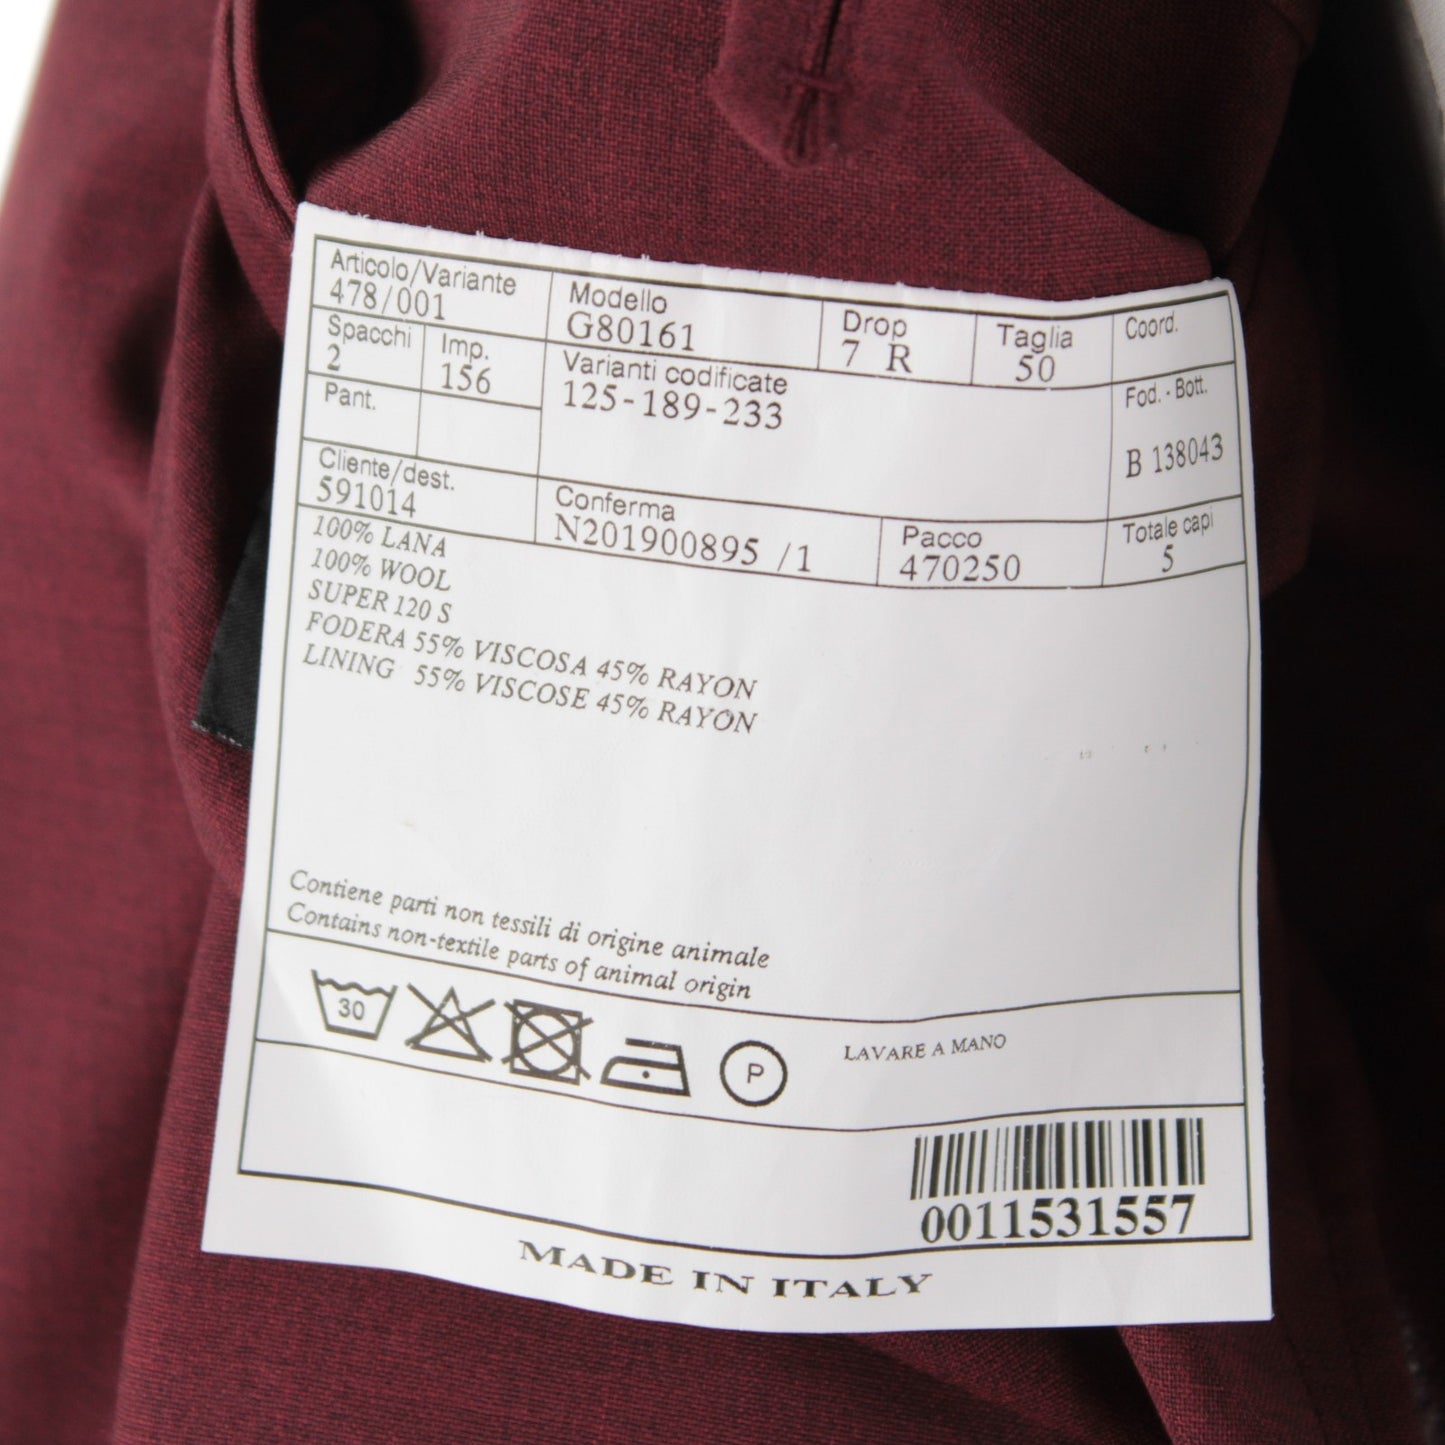 Articolo/Variante
478/001
Modello
G80161
Drop
7 R
Taglia
50
Coord.
Spacchi
2
Imp.
156
Varianti codificate
125-189-233
Fod. - Bott.
B 138043
Pant.
Cliente/dest.
591014
Conferma
N201900895 /1
Pacco
470250
Totale capi
5
100% LANA
100% WOOL
SUPER 120 S
FODERA 55% VISCOSA 45% RAYON
LINING 55% VISCOSE 45% RAYON
Contiene parti non tessili di origine animale
Contains non-textile parts of animal origin
30
P
LAVARE A MANO
0011531557
MADE IN ITALY